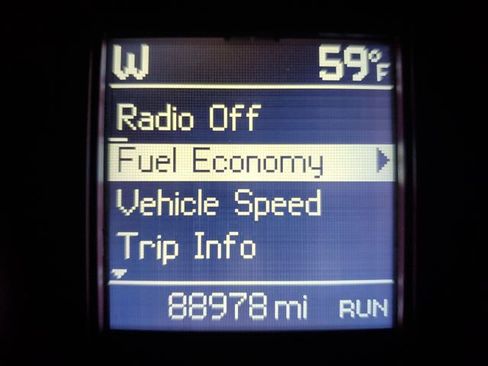 W 59°F
Radio Off
Fuel Economy
Vehicle Speed
Trip Info
88978 mi RUN